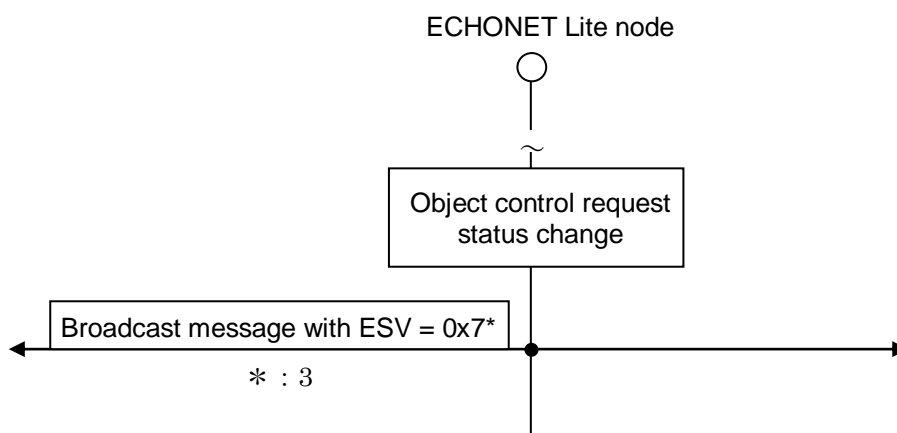 ECHONET Lite node
~
Object control request
status change
Broadcast message with ESV = 0x7*
＊ : 3